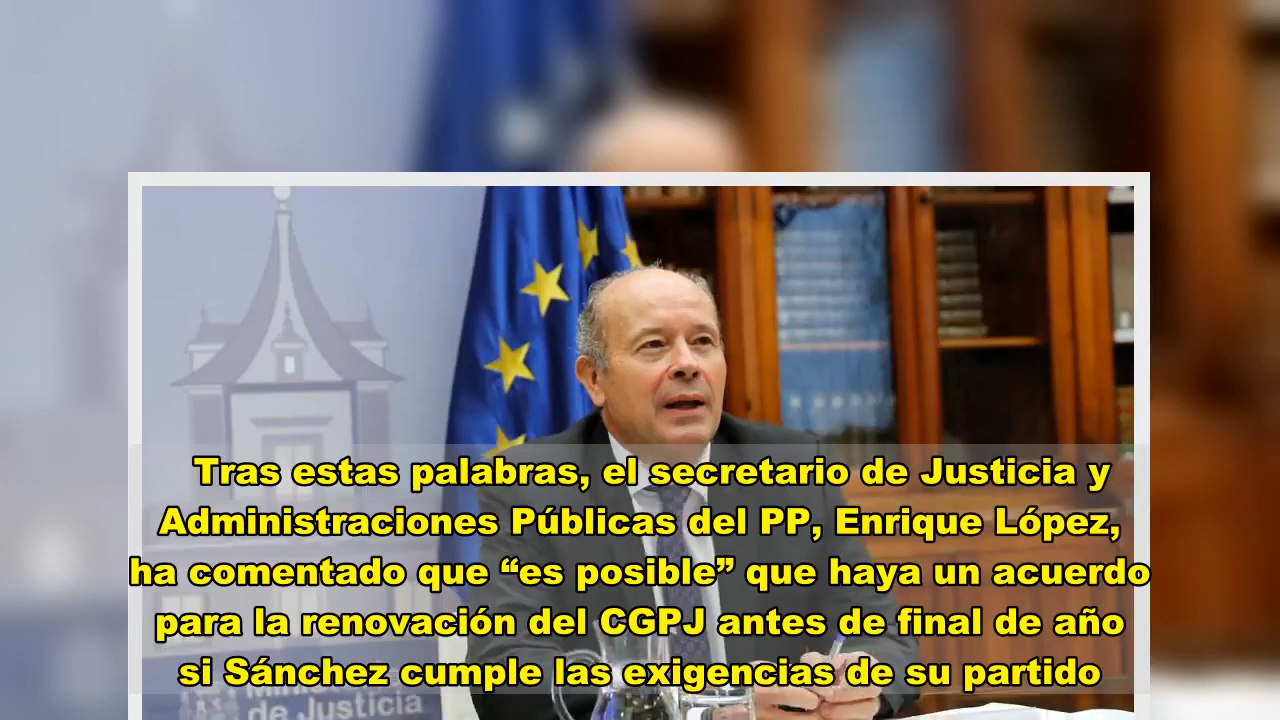 Tras estas palabras, el secretario de Justicia y
Administraciones Públicas del PP, Enrique López,
ha comentado que “es posible” que haya un acuerdo
para la renovación del CGPJ antes de final de año
si Sánchez cumple las exigencias de su partido
de Justicia